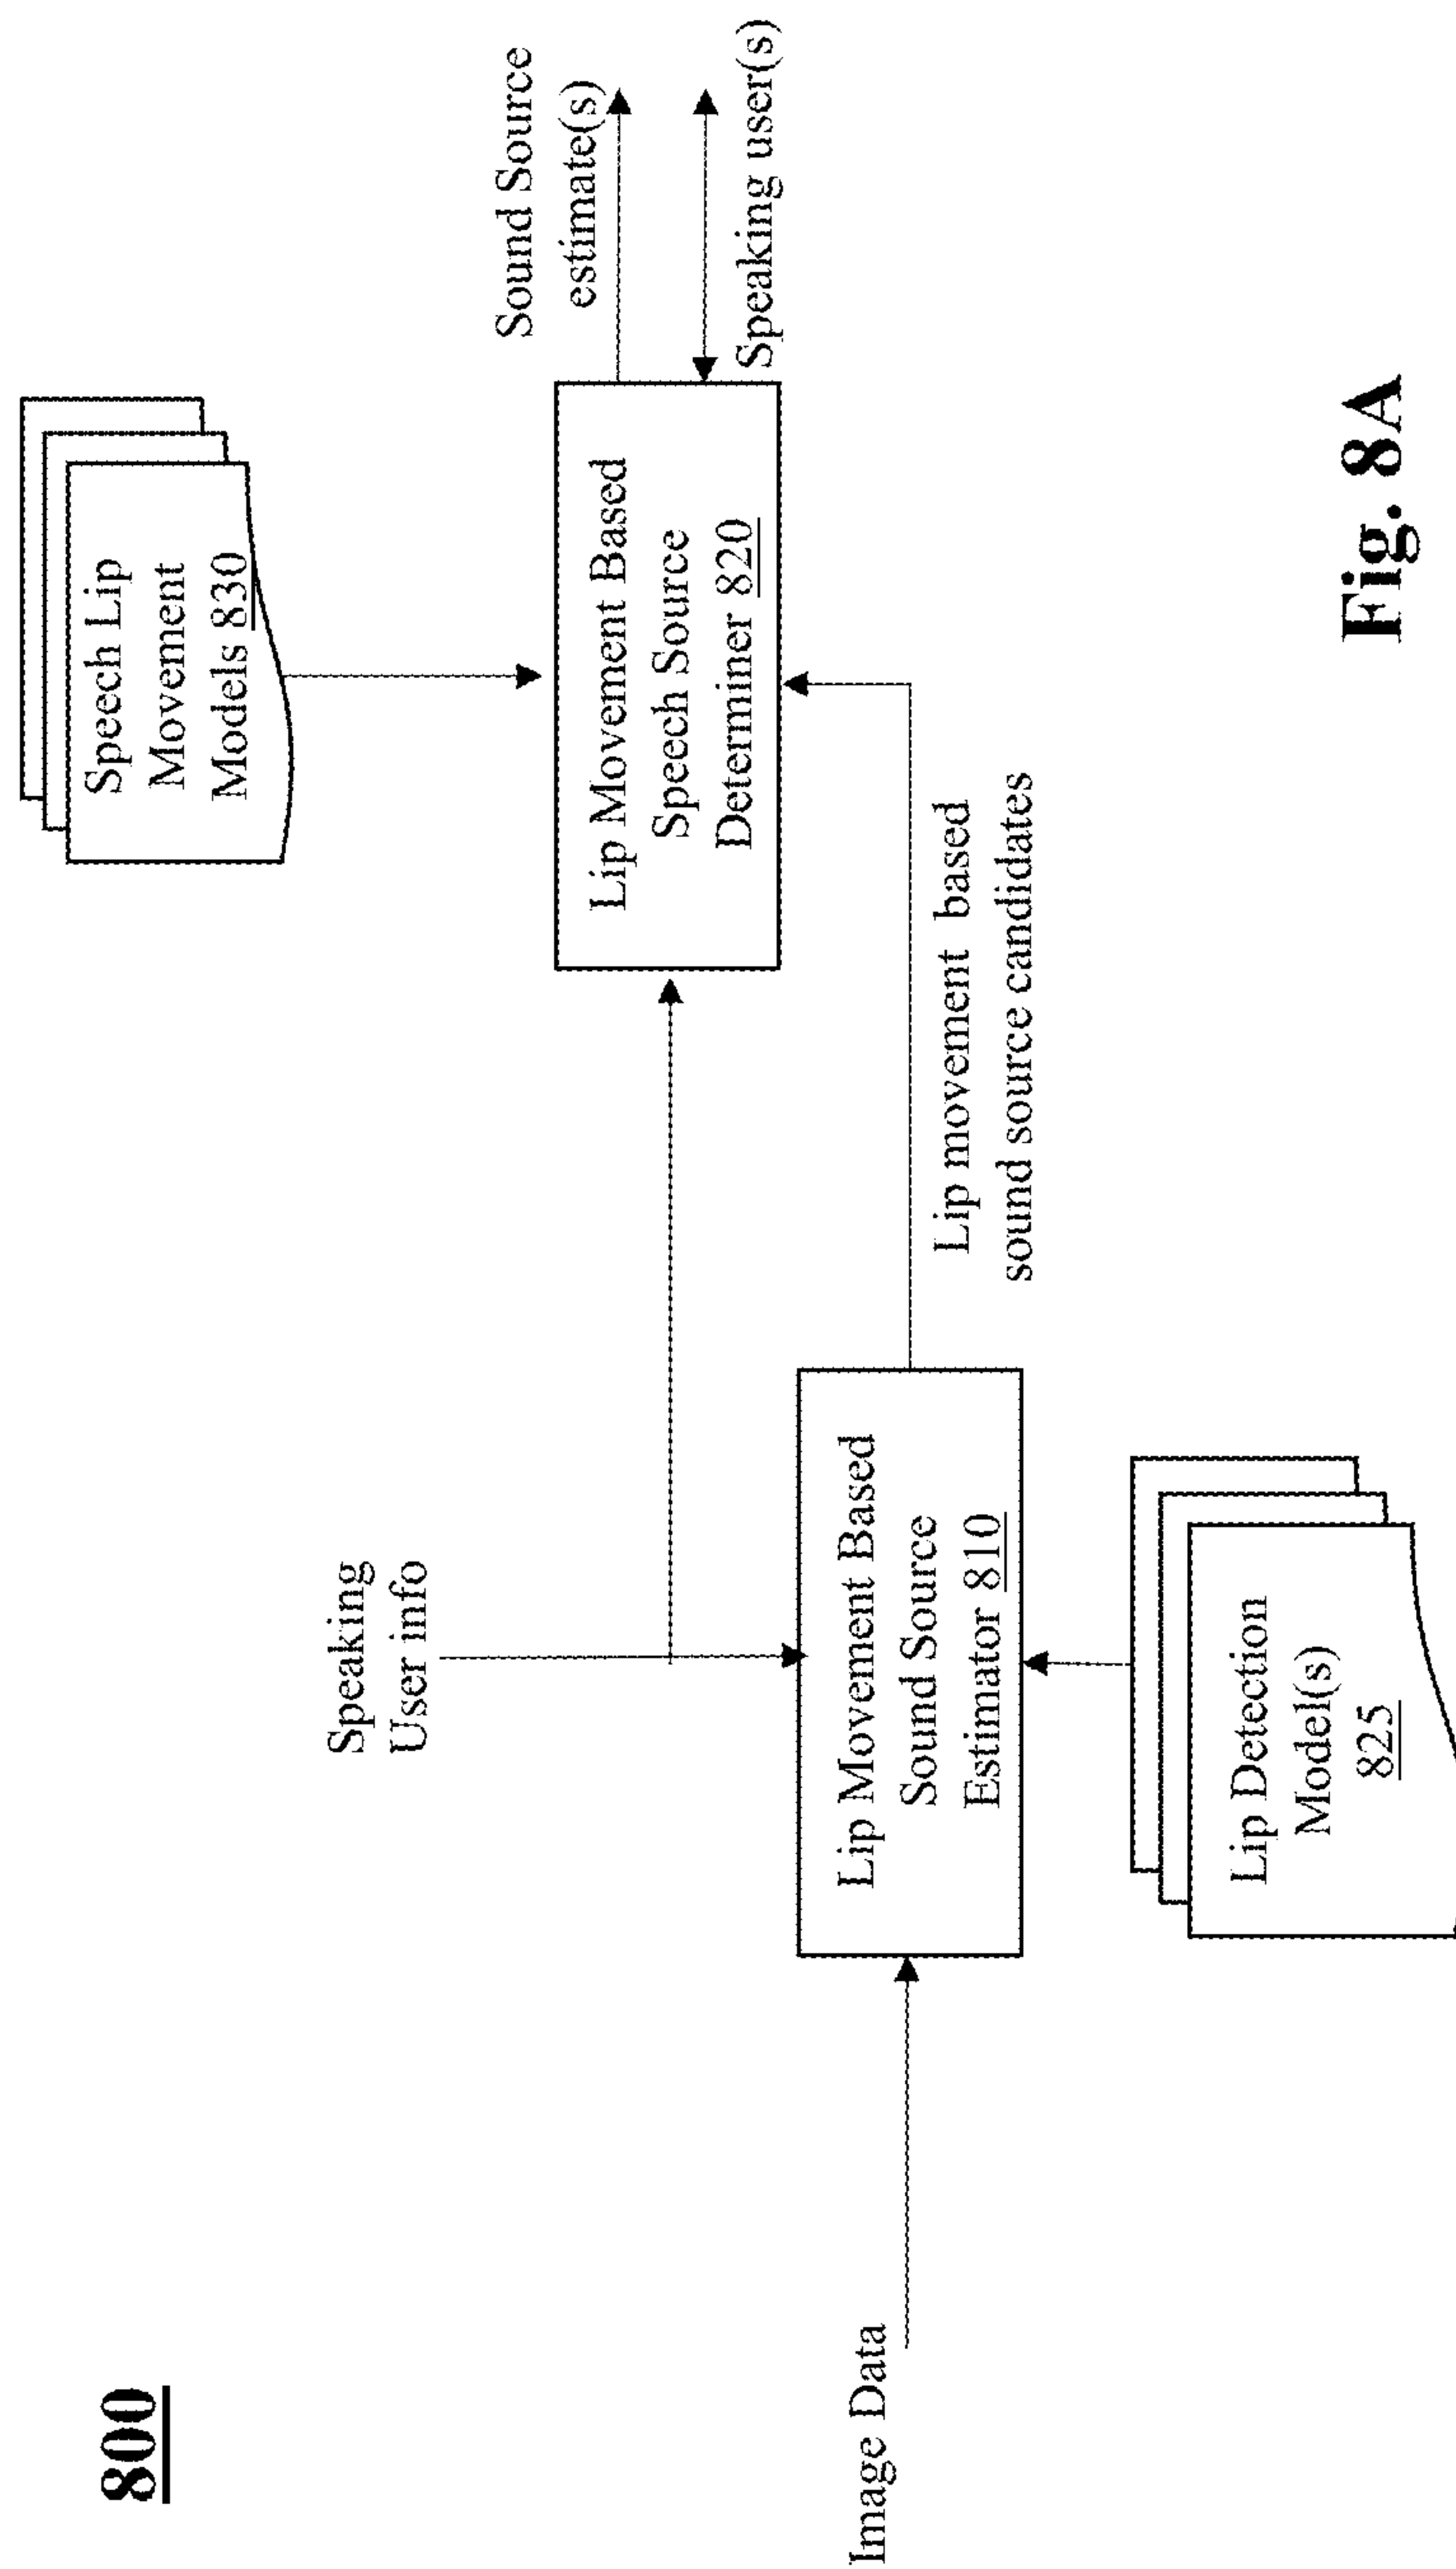 800
Speech Lip
Movement
Models 830
Speaking
User info
Sound Source
estimate(s)
Lip Movement Based
Speech Source
Determiner 820
Speaking user(s)
Image Data
Lip Movement Based
Sound Source
Estimator 810
Lip movement based
sound source candidates
Lip Detection
Model(s)
825
Fig. 8A